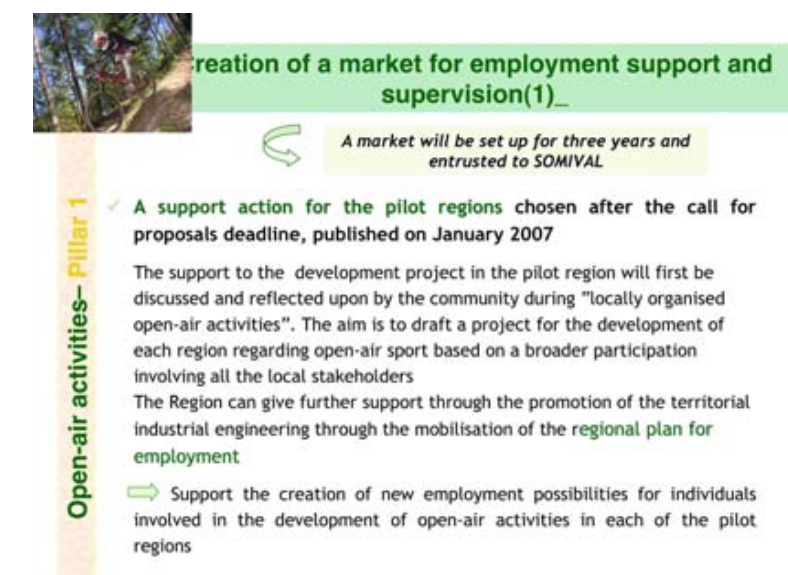 reation of a market for employment support and
supervision(1)_
A market will be set up for three years and
entrusted to SOMIVAL
Open-air activities– Pillar 1
✓ A support action for the pilot regions chosen after the call for
proposals deadline, published on January 2007
The support to the development project in the pilot region will first be
discussed and reflected upon by the community during "locally organised
open-air activities". The aim is to draft a project for the development of
each region regarding open-air sport based on a broader participation
involving all the local stakeholders
The Region can give further support through the promotion of the territorial
industrial engineering through the mobilisation of the regional plan for
employment
Support the creation of new employment possibilities for individuals
involved in the development of open-air activities in each of the pilot
regions